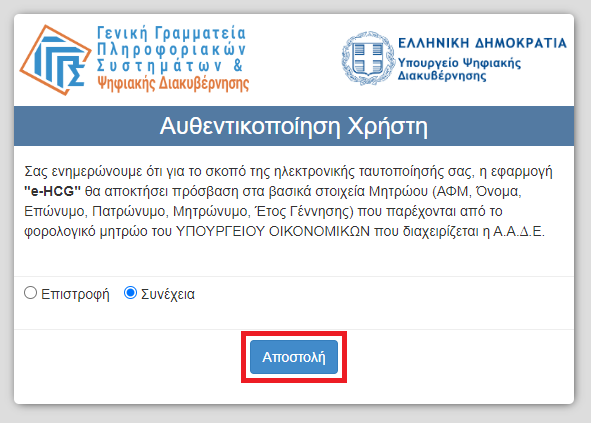 Γενική Γραμματεία
Πληροφοριακών
Συστημάτων &
Ψηφιακής Διακυβέρνησης
ΕΛΛΗΝΙΚΗ ΔΗΜΟΚΡΑΤΙΑ
Υπουργείο Ψηφιακής
Διακυβέρνησης
Αυθεντικοποίηση Χρήστη
Σας ενημερώνουμε ότι για το σκοπό της ηλεκτρονικής ταυτοποίησής σας, η εφαρμογή
"e-HCG" θα αποκτήσει πρόσβαση στα βασικά στοιχεία Μητρώου (ΑΦΜ, Όνομα,
Επώνυμο, Πατρώνυμο, Μητρώνυμο, Έτος Γέννησης) που παρέχονται από το
φορολογικό μητρώο του ΥΠΟΥΡΓΕΙΟΥ ΟΙΚΟΝΟΜΙΚΩΝ που διαχειρίζεται η Α.Α.Δ.Ε.
Επιστροφή Συνέχεια
Αποστολή